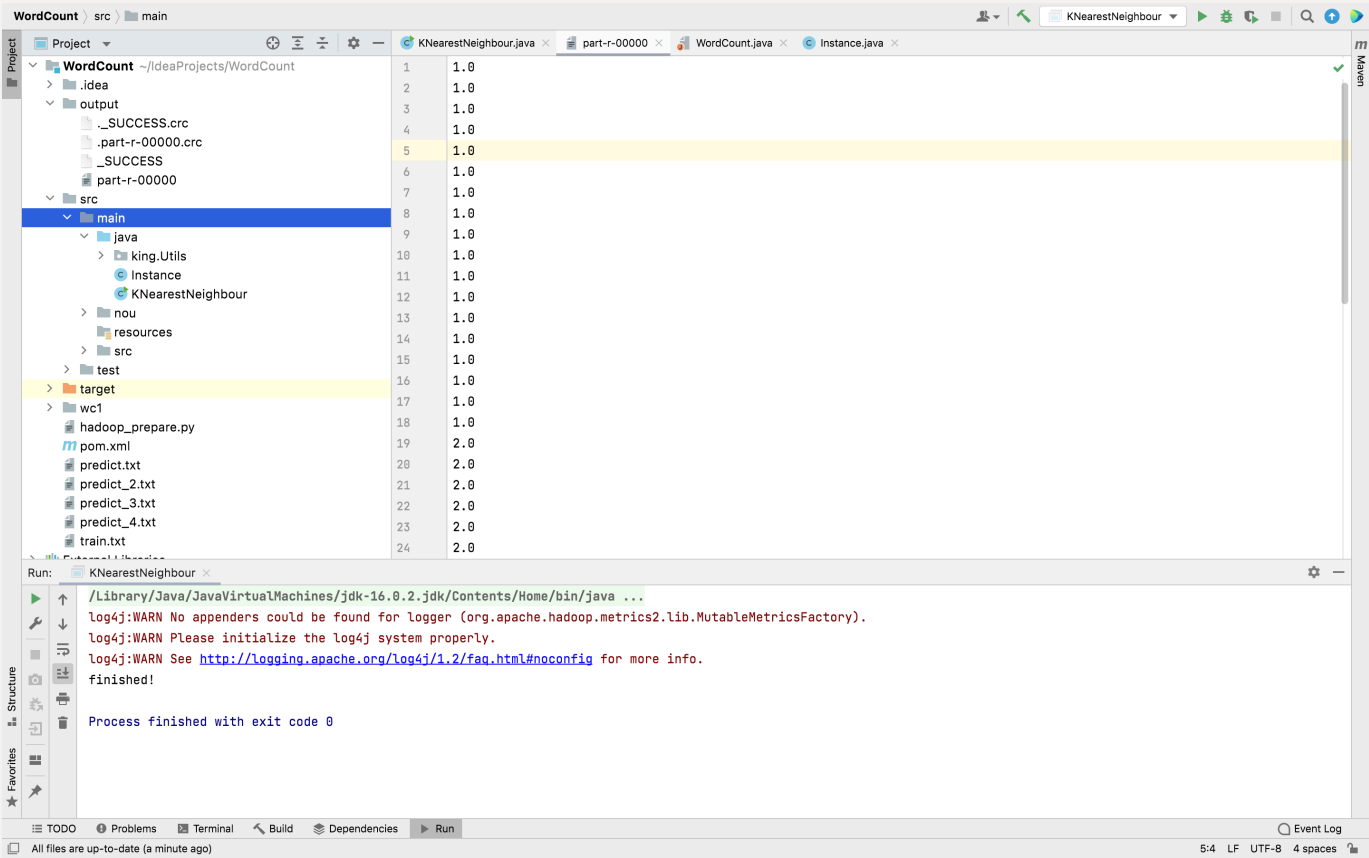 WordCount src main
KNearestNeighbour
Project
KNearestNeighbour.java part-r-00000 WordCount.java Instance.java
Project
Maven
WordCount ~/IdeaProjects/WordCount
.idea
output
._SUCCESS.crc
.part-r-00000.crc
_SUCCESS
part-r-00000
src
main
java
king.Utils
Instance
KNearestNeighbour
nou
resources
src
test
target
wc1
hadoop_prepare.py
pom.xml
predict.txt
predict_2.txt
predict_3.txt
predict_4.txt
train.txt
External Libraries
1 1.0
2 1.0
3 1.0
4 1.0
5 1.0
6 1.0
7 1.0
8 1.0
9 1.0
10 1.0
11 1.0
12 1.0
13 1.0
14 1.0
15 1.0
16 1.0
17 1.0
18 1.0
19 2.0
20 2.0
21 2.0
22 2.0
23 2.0
24 2.0
Run: KNearestNeighbour
/Library/Java/JavaVirtualMachines/jdk-16.0.2.jdk/Contents/Home/bin/java ...
log4j:WARN No appenders could be found for logger (org.apache.hadoop.metrics2.lib.MutableMetricsFactory).
log4j:WARN Please initialize the log4j system properly.
log4j:WARN See http://logging.apache.org/log4j/1.2/faq.html#noconfig for more info.
finished!
Process finished with exit code 0
Structure
Favorites
TODO Problems Terminal Build Dependencies Run Event Log
All files are up-to-date (a minute ago) 5:4 LF UTF-8 4 spaces